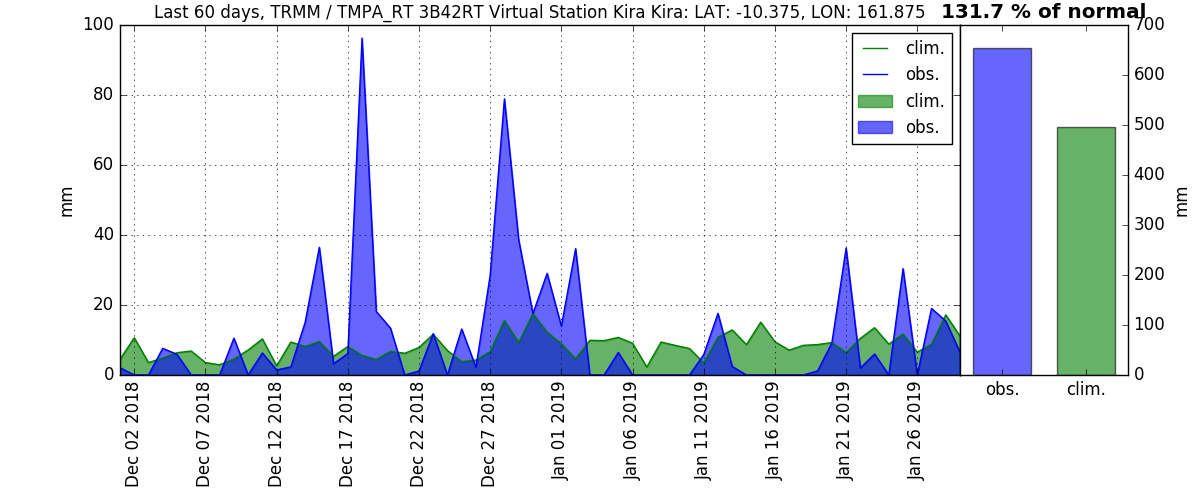 Last 60 days, TRMM / TMPA_RT 3B42RT Virtual Station Kira Kira: LAT: -10.375, LON: 161.875
131.7 % of normal
100
80
60
40
20
0
mm
clim.
obs.
clim.
obs.
700
600
500
400
300
200
100
0
mm
Dec 02 2018
Dec 07 2018
Dec 12 2018
Dec 17 2018
Dec 22 2018
Dec 27 2018
Jan 01 2019
Jan 06 2019
Jan 11 2019
Jan 16 2019
Jan 21 2019
Jan 26 2019
obs.
clim.